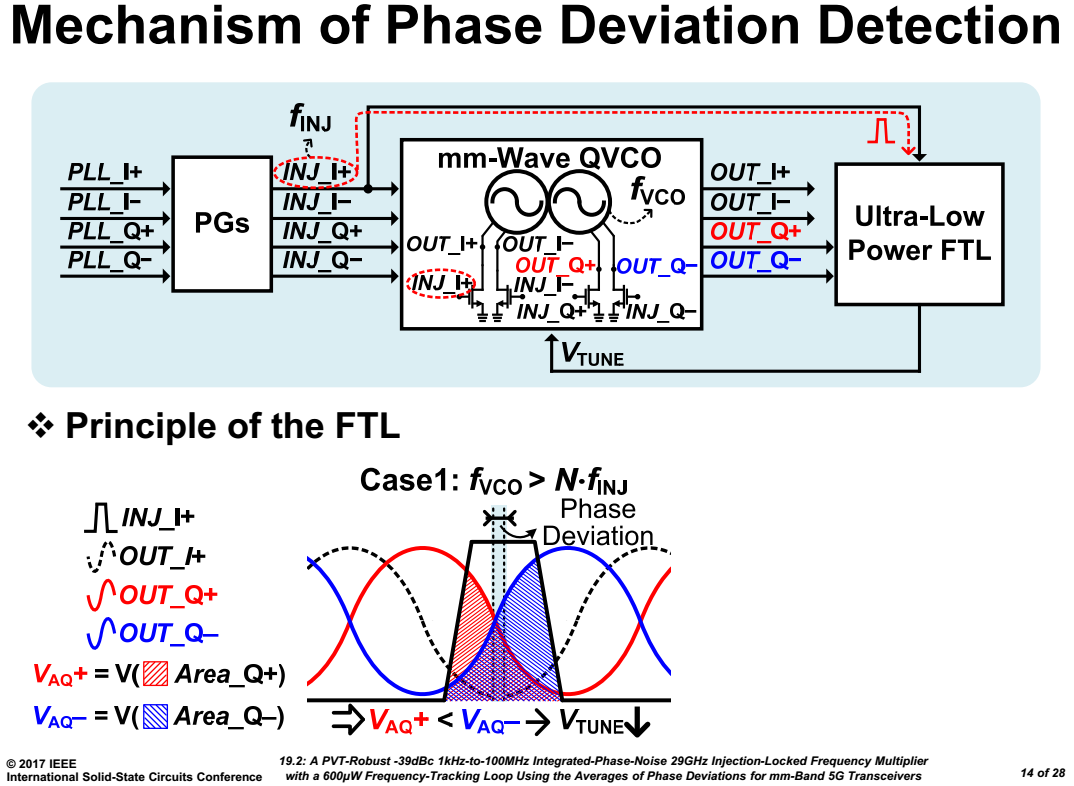 Mechanism of Phase Deviation Detection
fINJ
PLL_I+
PLL_I−
PLL_Q+
PLL_Q−
PGs
INJ_I+
INJ_I−
INJ_Q+
INJ_Q−
mm-Wave QVCO
fVCO
OUT_I+
OUT_I−
OUT_Q+
OUT_Q−
INJ_I+
INJ_I−
INJ_Q+
INJ_Q−
OUT_I+
OUT_I−
OUT_Q+
OUT_Q−
Ultra-Low
Power FTL
VTUNE
❖ Principle of the FTL
Case1: fVCO > N·fINJ
Phase
Deviation
INJ_I+
OUT_I+
OUT_Q+
OUT_Q−
VAQ+ = V( Area_Q+)
VAQ− = V( Area_Q−)
⇒ VAQ+ < VAQ− → VTUNE↓
© 2017 IEEE
International Solid-State Circuits Conference
19.2: A PVT-Robust -39dBc 1kHz-to-100MHz Integrated-Phase-Noise 29GHz Injection-Locked Frequency Multiplier
with a 600µW Frequency-Tracking Loop Using the Averages of Phase Deviations for mm-Band 5G Transceivers
14 of 28